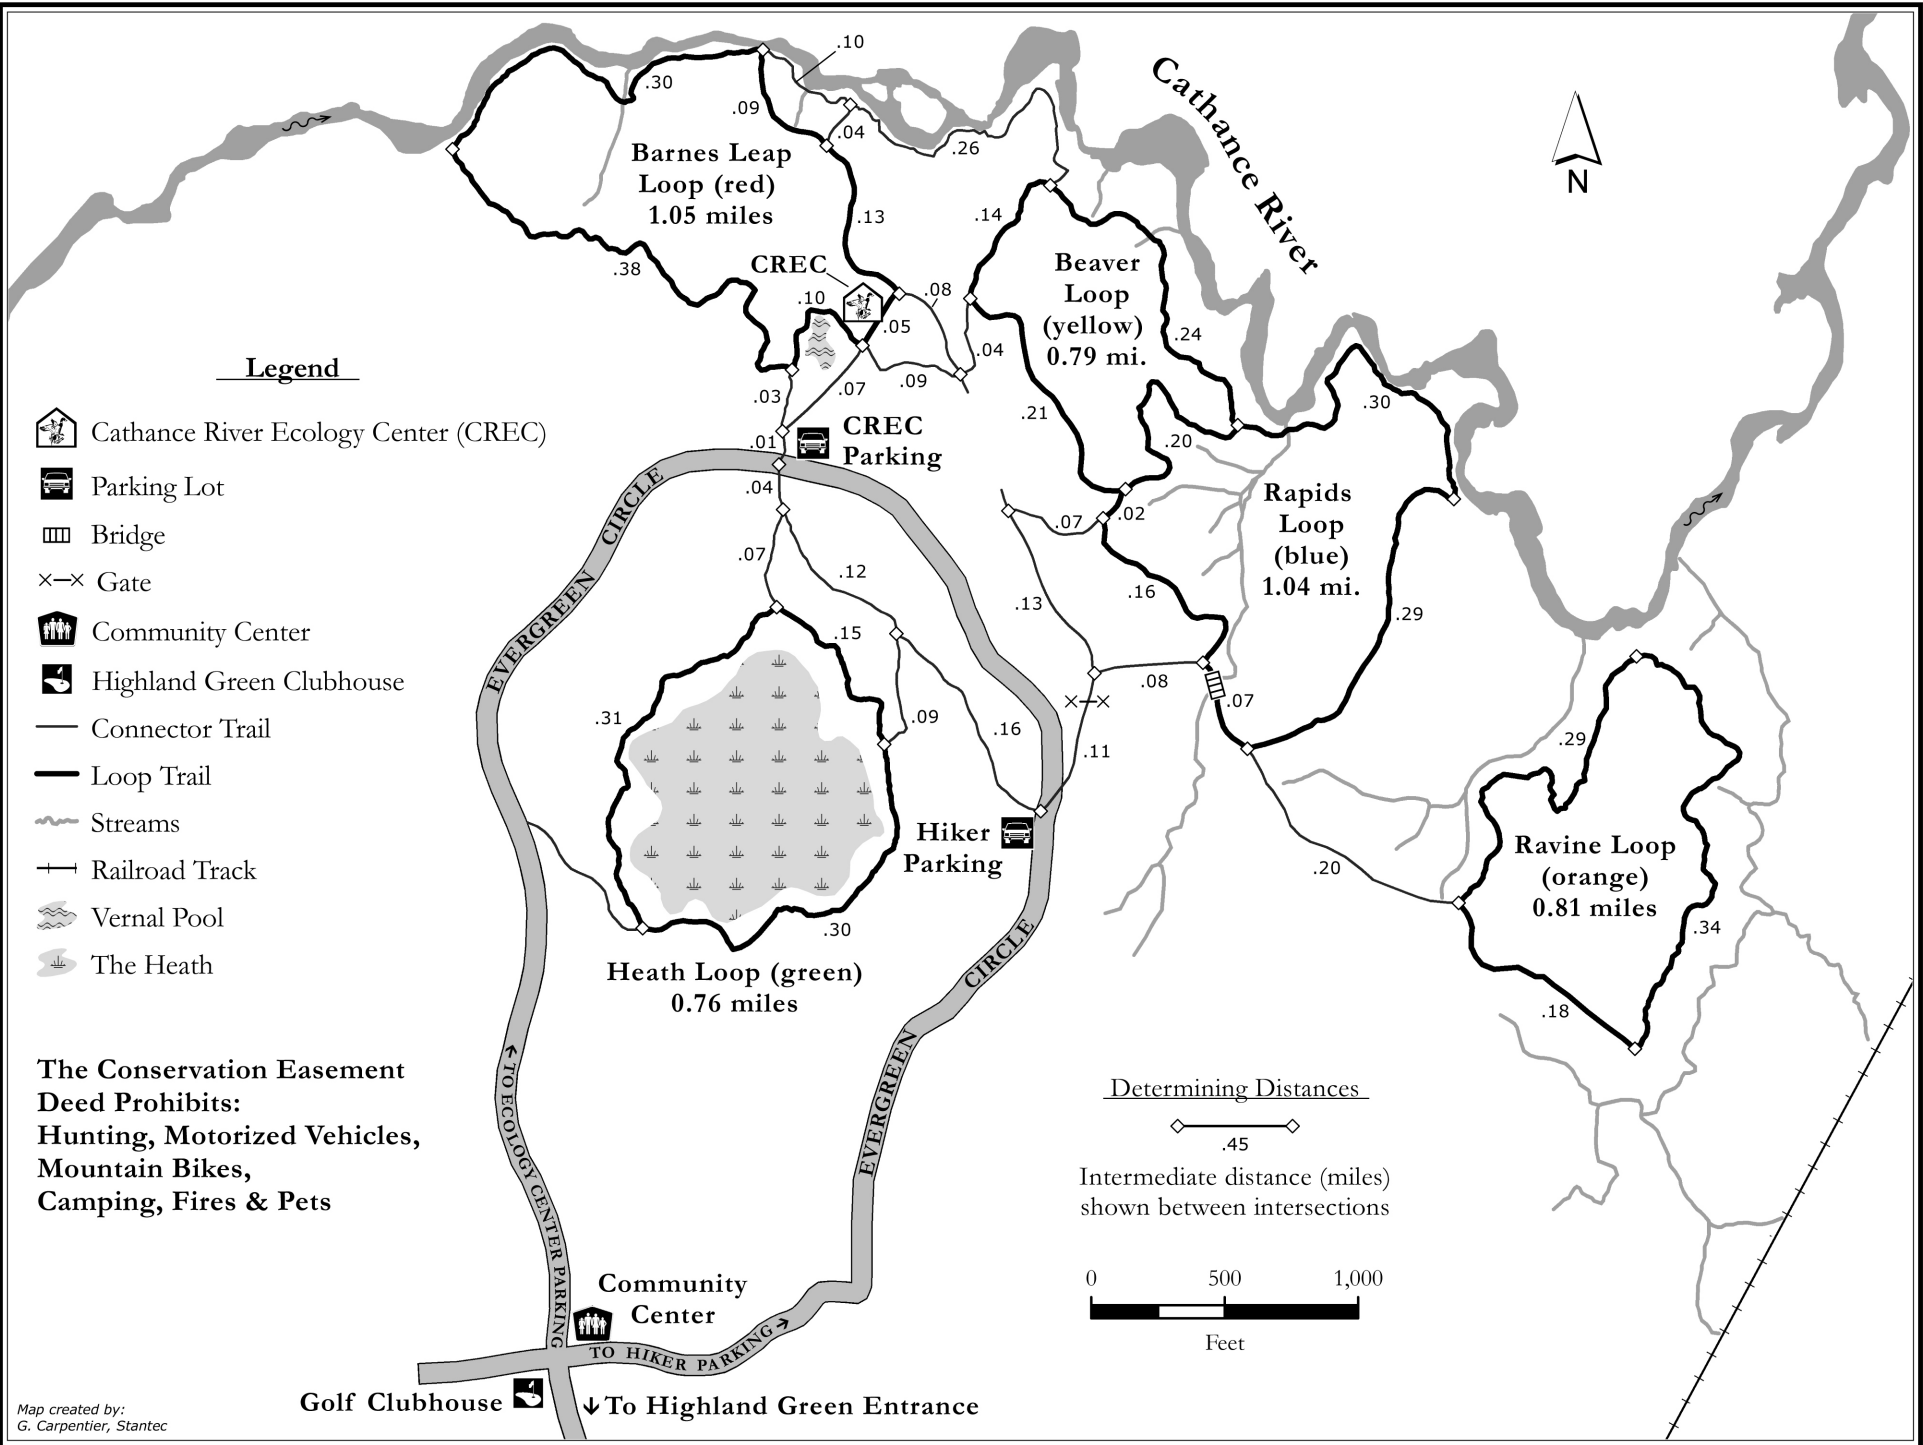 .10
.30
.09
.04
.26
Cathance River
Barnes Leap
Loop (red)
1.05 miles
N
.13
.14
.38
CREC
.10
.08
.05
Beaver
Loop
(yellow)
0.79 mi.
.24
.04
.09
.07
.03
.21
.30
.20
.01
CREC
Parking
Legend
Cathance River Ecology Center (CREC)
Parking Lot
Bridge
Gate
Community Center
Highland Green Clubhouse
Connector Trail
Loop Trail
Streams
Railroad Track
Vernal Pool
The Heath
EVERGREEN CIRCLE
.04
.07
.12
.15
.31
.09
.16
.07
.02
.13
.16
.08
.07
.11
Rapids
Loop
(blue)
1.04 mi.
.29
.20
.29
Hiker
Parking
Ravine Loop
(orange)
0.81 miles
.34
.18
.30
Heath Loop (green)
0.76 miles
EVERGREEN CIRCLE
TO ECOLOGY CENTER PARKING
The Conservation Easement
Deed Prohibits:
Hunting, Motorized Vehicles,
Mountain Bikes,
Camping, Fires & Pets
Determining Distances
.45
Intermediate distance (miles)
shown between intersections
0 500 1,000
Feet
Community
Center
TO HIKER PARKING
Golf Clubhouse
To Highland Green Entrance
Map created by:
G. Carpentier, Stantec